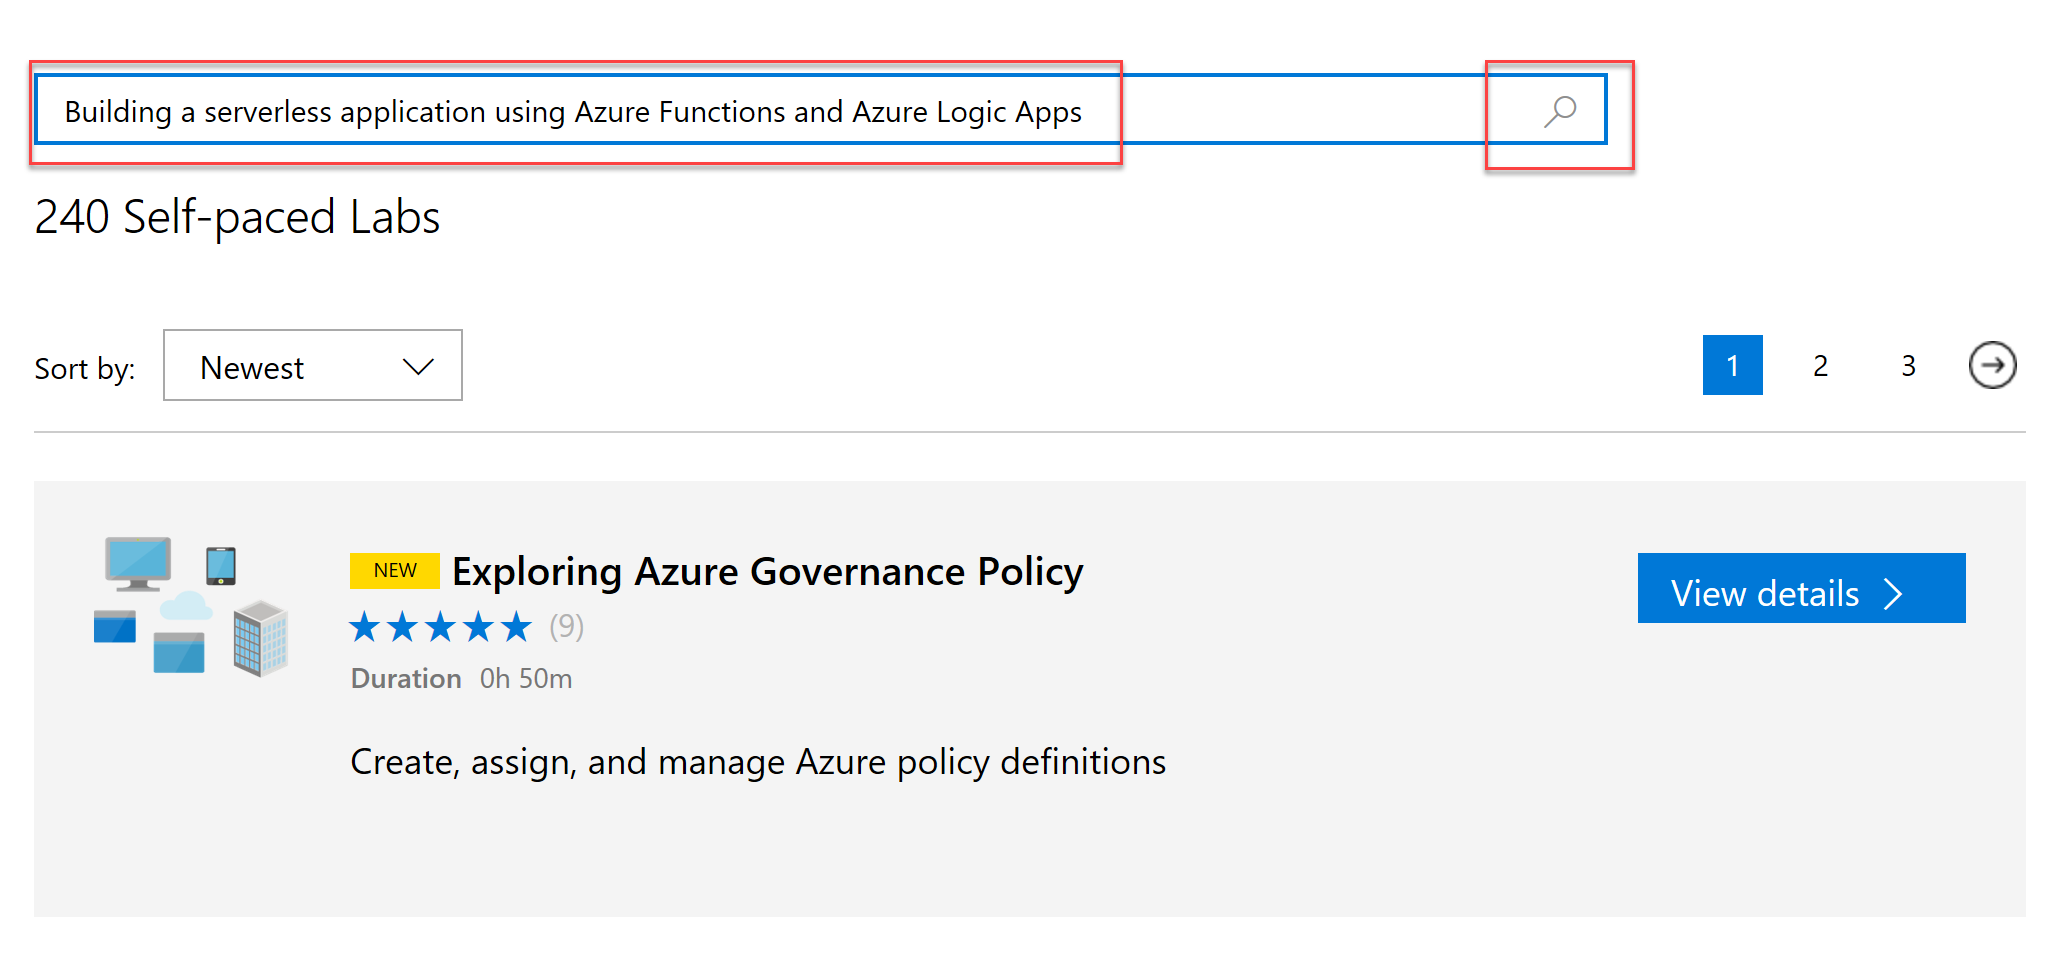 Building a serverless application using Azure Functions and Azure Logic Apps
240 Self-paced Labs
Sort by: Newest 1 2 3
NEW Exploring Azure Governance Policy
(9)
View details
Duration 0h 50m
Create, assign, and manage Azure policy definitions